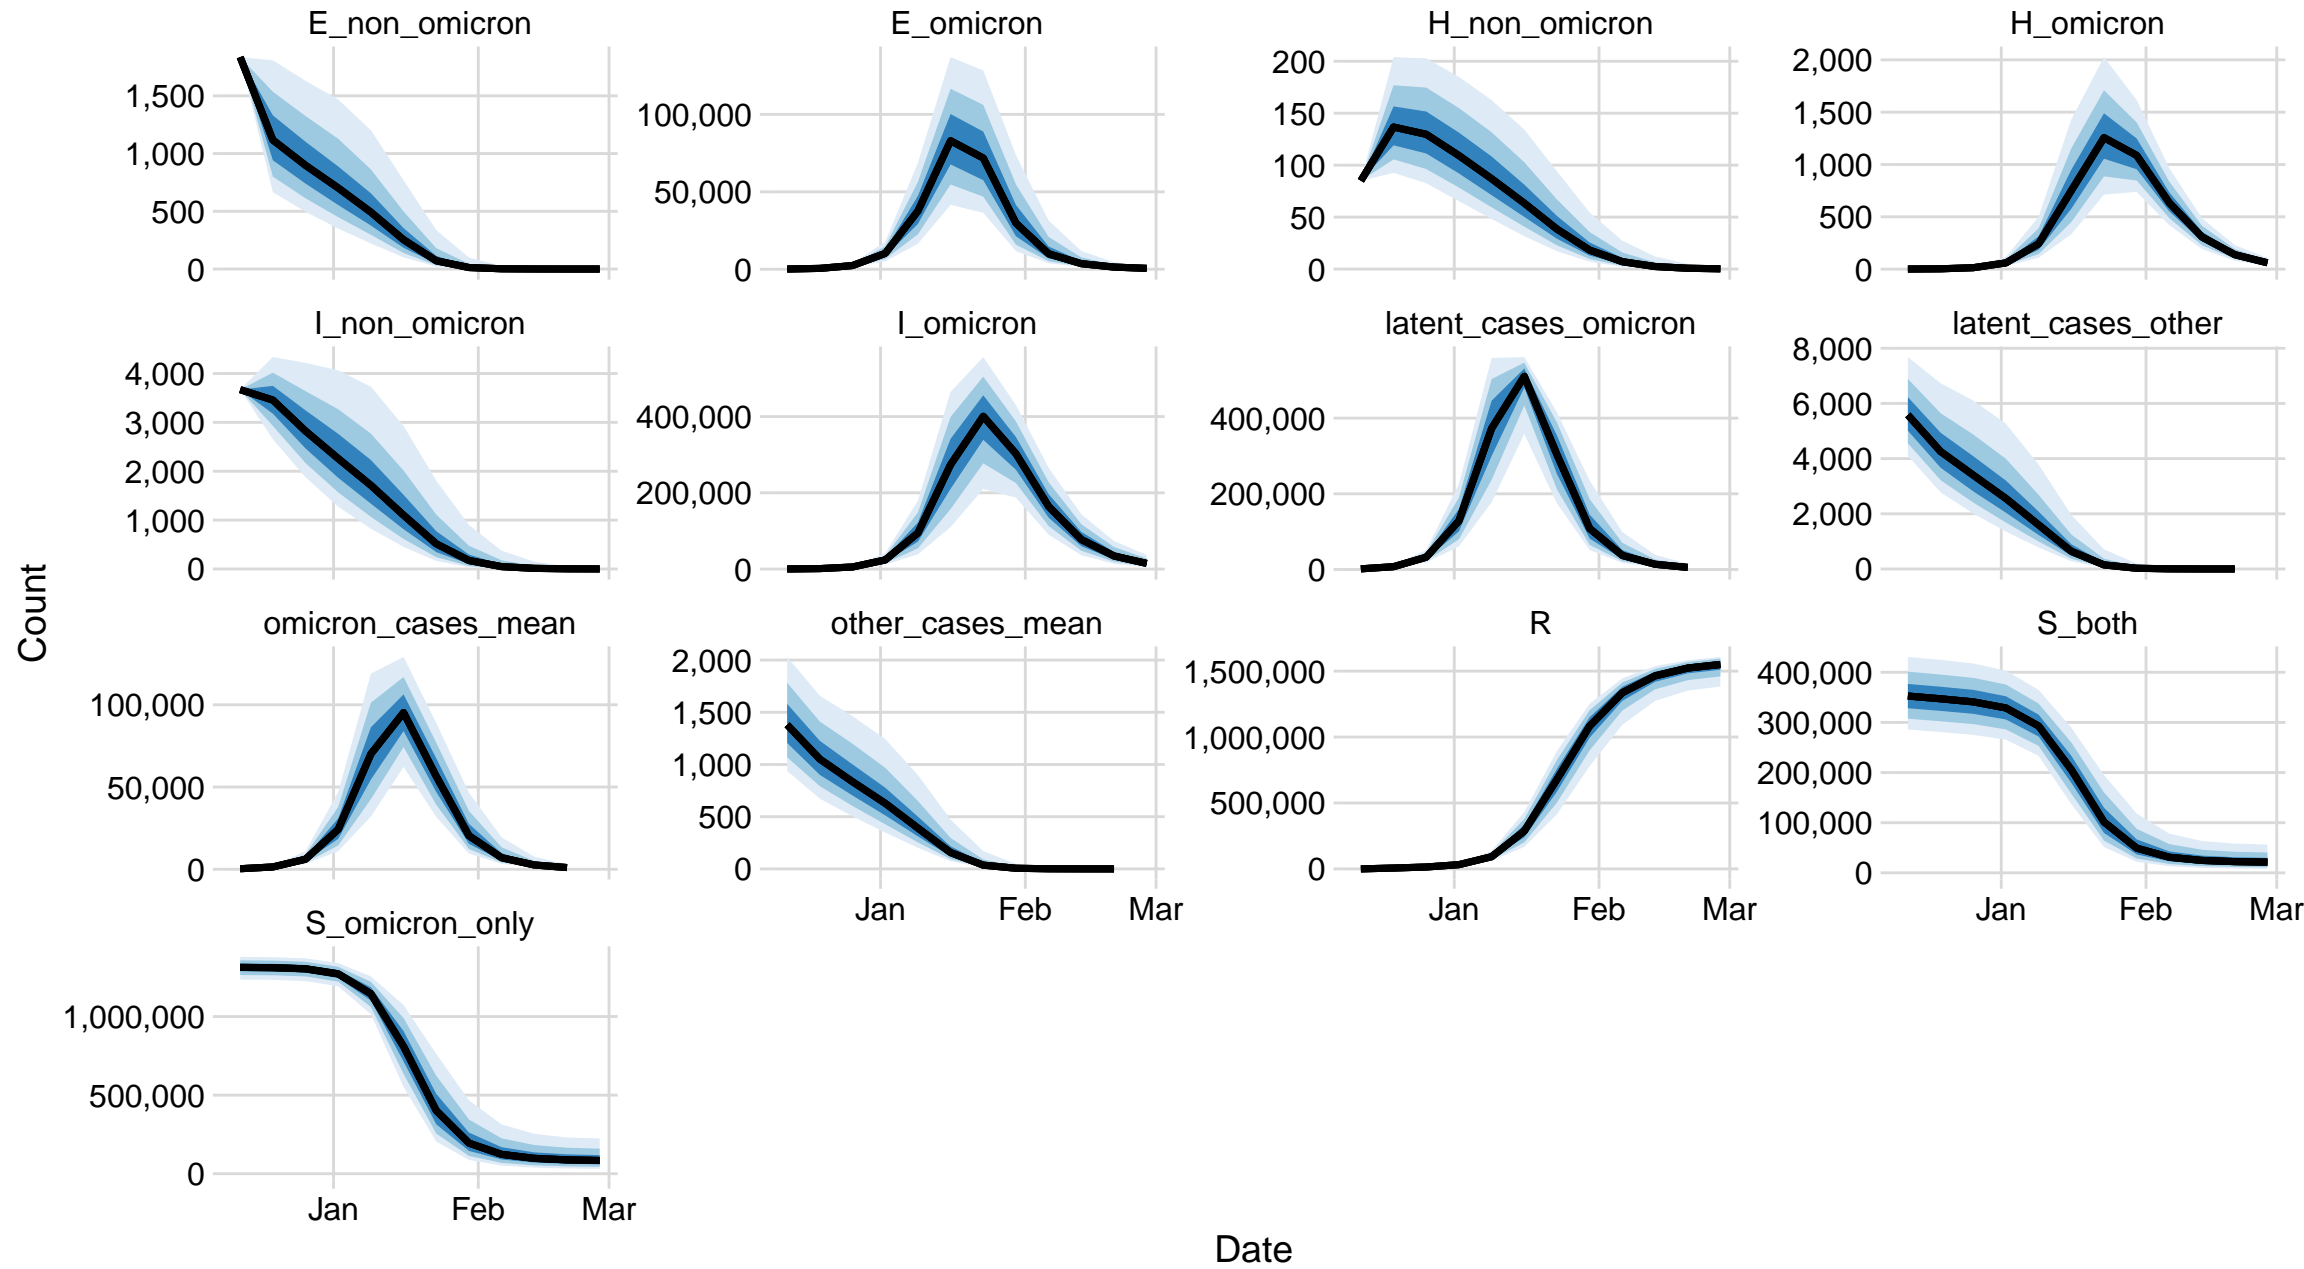 E_non_omicron
E_omicron
H_non_omicron
H_omicron
1,500
1,000
500
0
100,000
50,000
0
200
150
100
50
0
2,000
1,500
1,000
500
0
I_non_omicron
I_omicron
latent_cases_omicron
latent_cases_other
4,000
3,000
2,000
1,000
0
400,000
200,000
0
400,000
200,000
0
8,000
6,000
4,000
2,000
0
Count
omicron_cases_mean
other_cases_mean
R
S_both
100,000
50,000
0
2,000
1,500
1,000
500
0
1,500,000
1,000,000
500,000
0
400,000
300,000
200,000
100,000
0
Jan Feb Mar
Jan Feb Mar
Jan Feb Mar
S_omicron_only
1,000,000
500,000
0
Jan Feb Mar
Date